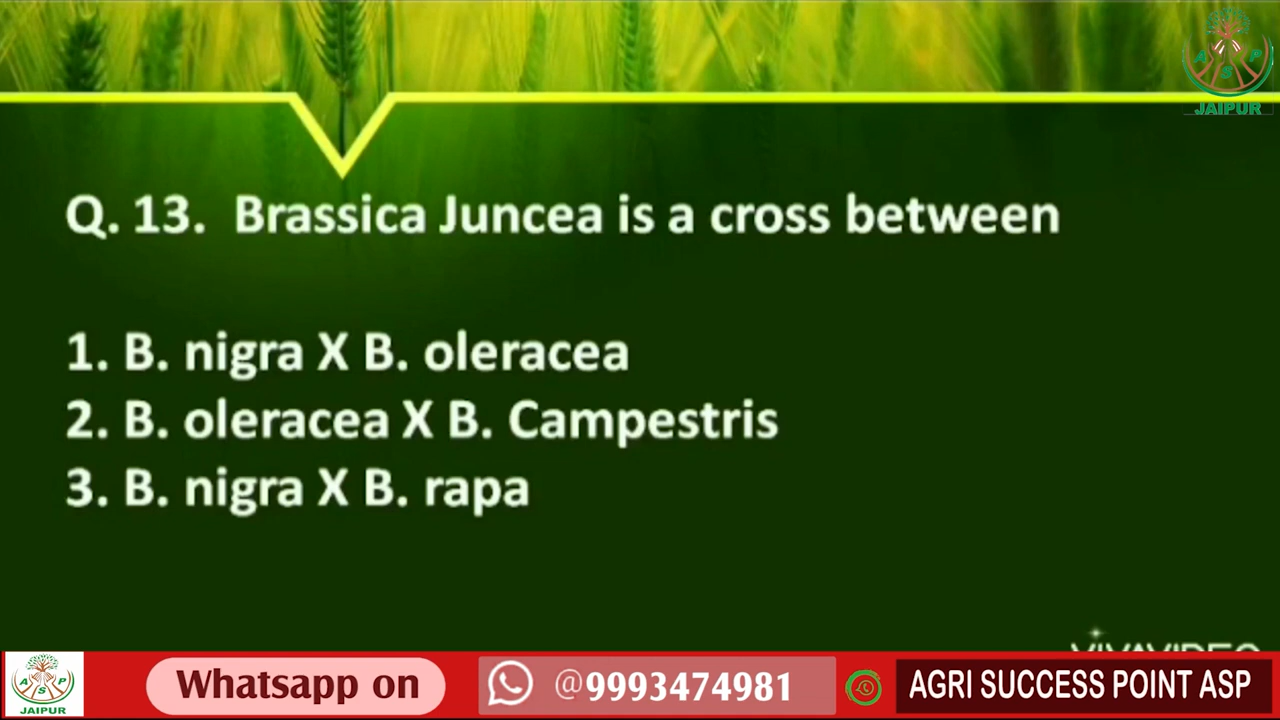 A S P
JAIPUR
Q. 13. Brassica Juncea is a cross between
1. B. nigra X B. oleracea
2. B. oleracea X B. Campestris
3. B. nigra X B. rapa
VIVAVIDEO
A S P
JAIPUR
Whatsapp on
@9993474981
AGRI SUCCESS POINT ASP